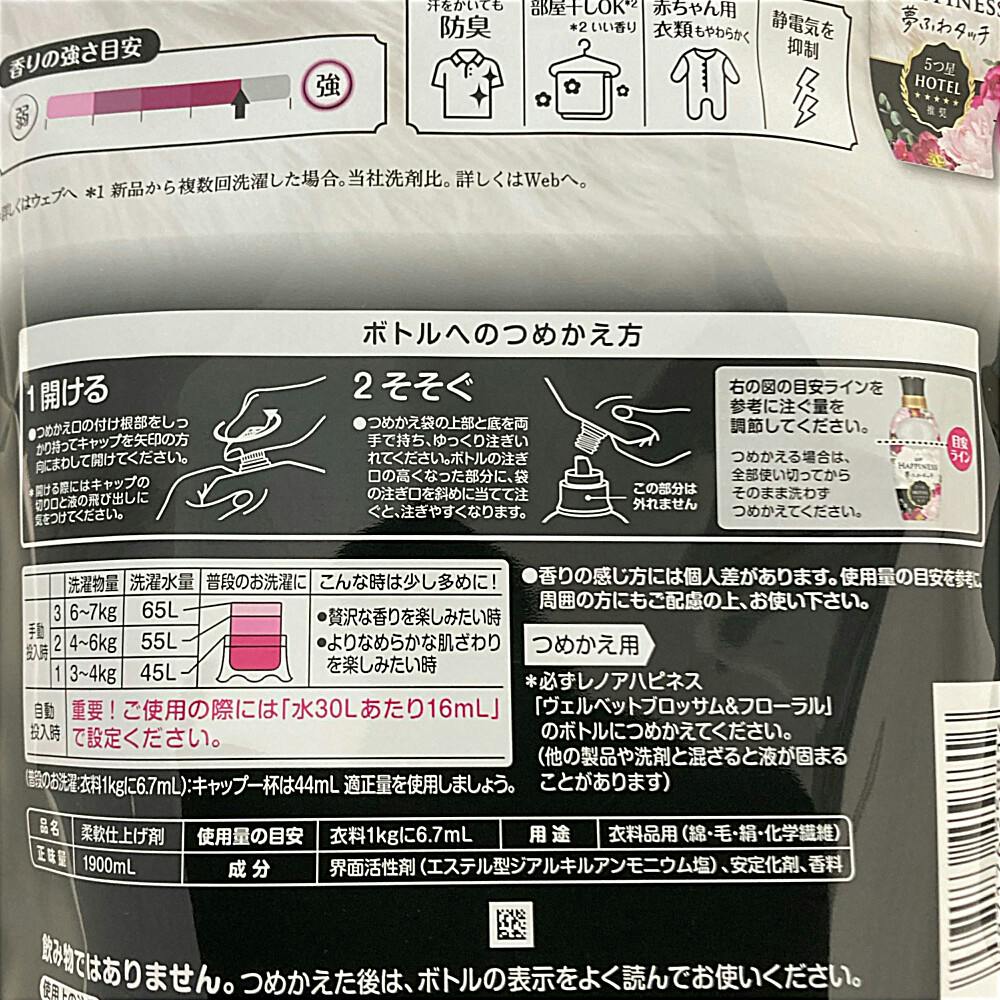 汗をかいても
防臭
部屋干しOK*2
*2 いい香り
赤ちゃん用
衣類もやわらかく
静電気を
抑制
夢ふわタッチ
5つ星
HOTEL
推奨
香りの強さ目安
弱
強
詳しくはウェブへ *1 新品から複数回洗濯した場合。当社洗剤比。詳しくはWebへ。
ボトルへのつめかえ方
1 開ける
●つめかえ口の付け根部をしっ
かり持ってキャップを矢印の方
向にまわして開けてください。
*開ける際にはキャップの
切り口と液の飛び出しに
気をつけてください。
2 そそぐ
●つめかえ袋の上部と底を両
手で持ち、ゆっくり注ぎい
れてください。ボトルの注ぎ
口の高くなった部分に、袋
の注ぎ口を斜めに当てて注
ぐと、注ぎやすくなります。
この部分は
外れません
右の図の目安ラインを
参考に注ぐ量を
調節してください。
つめかえる場合は、
全部使い切ってから
そのまま洗わず
つめかえてください。
HAPPINESS
目安
ライン
洗濯物量 洗濯水量 普段のお洗濯に こんな時は少し多めに!
手動
投入時
3 6~7kg 65L
2 4~6kg 55L
1 3~4kg 45L
●贅沢な香りを楽しみたい時
●よりなめらかな肌ざわり
を楽しみたい時
自動
投入時
重要!ご使用の際には「水30Lあたり16mL」
で設定ください。
(普段のお洗濯:衣料1kgに6.7mL):キャップ一杯は44mL 適正量を使用しましょう。
●香りの感じ方には個人差があります。使用量の目安を参考に
周囲の方にもご配慮の上、お使い下さい。
つめかえ用
*必ずレノアハピネス
「ヴェルベットブロッサム&フローラル」
のボトルにつめかえてください。
(他の製品や洗剤と混ざると液が固まる
ことがあります)
品名 柔軟仕上げ剤 使用量の目安 衣料1kgに6.7mL 用途 衣料品用(綿・毛・絹・化学繊維)
正味量 1900mL 成分 界面活性剤(エステル型ジアルキルアンモニウム塩)、安定化剤、香料
飲み物ではありません。つめかえた後は、ボトルの表示をよく読んでお使いください。